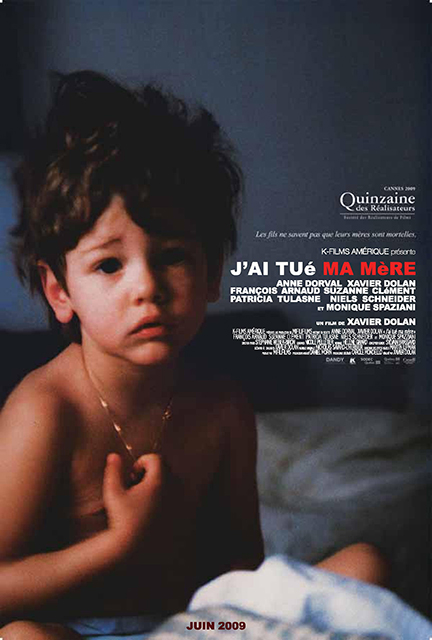 CANNES 2009
Quinzaine
des Réalisateurs
Société des Réalisateurs de Films
Les fils ne savent pas que leurs mères sont mortelles.
K-FILMS AMÉRIQUE présente
J'AI TUé MA MèRE
ANNE DORVAL XAVIER DOLAN
FRANÇOIS ARNAUD SUZANNE CLéMENT
PATRICIA TULASNE NIELS SCHNEIDER
ET MONIQUE SPAZIANI
UN FILM DE XAVIER DOLAN
DANDY
JUIN 2009